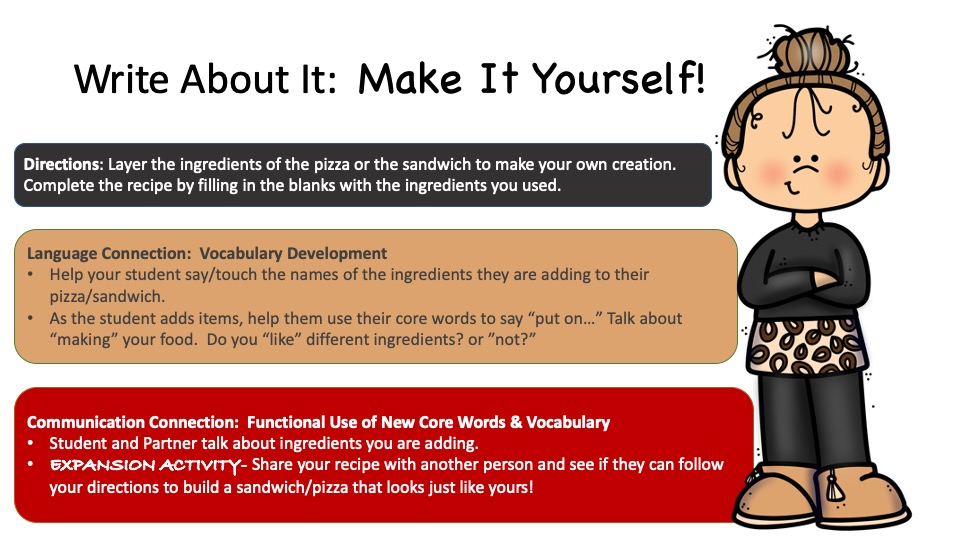 Write About It: Make It Yourself!
Directions: Layer the ingredients of the pizza or the sandwich to make your own creation.
Complete the recipe by filling in the blanks with the ingredients you used.
Language Connection: Vocabulary Development
• Help your student say/touch the names of the ingredients they are adding to their
pizza/sandwich.
• As the student adds items, help them use their core words to say “put on…” Talk about
“making” your food. Do you “like” different ingredients? or ”not?”
Communication Connection: Functional Use of New Core Words & Vocabulary
• Student and Partner talk about ingredients you are adding.
• EXPANSION ACTIVITY- Share your recipe with another person and see if they can follow
your directions to build a sandwich/pizza that looks just like yours!